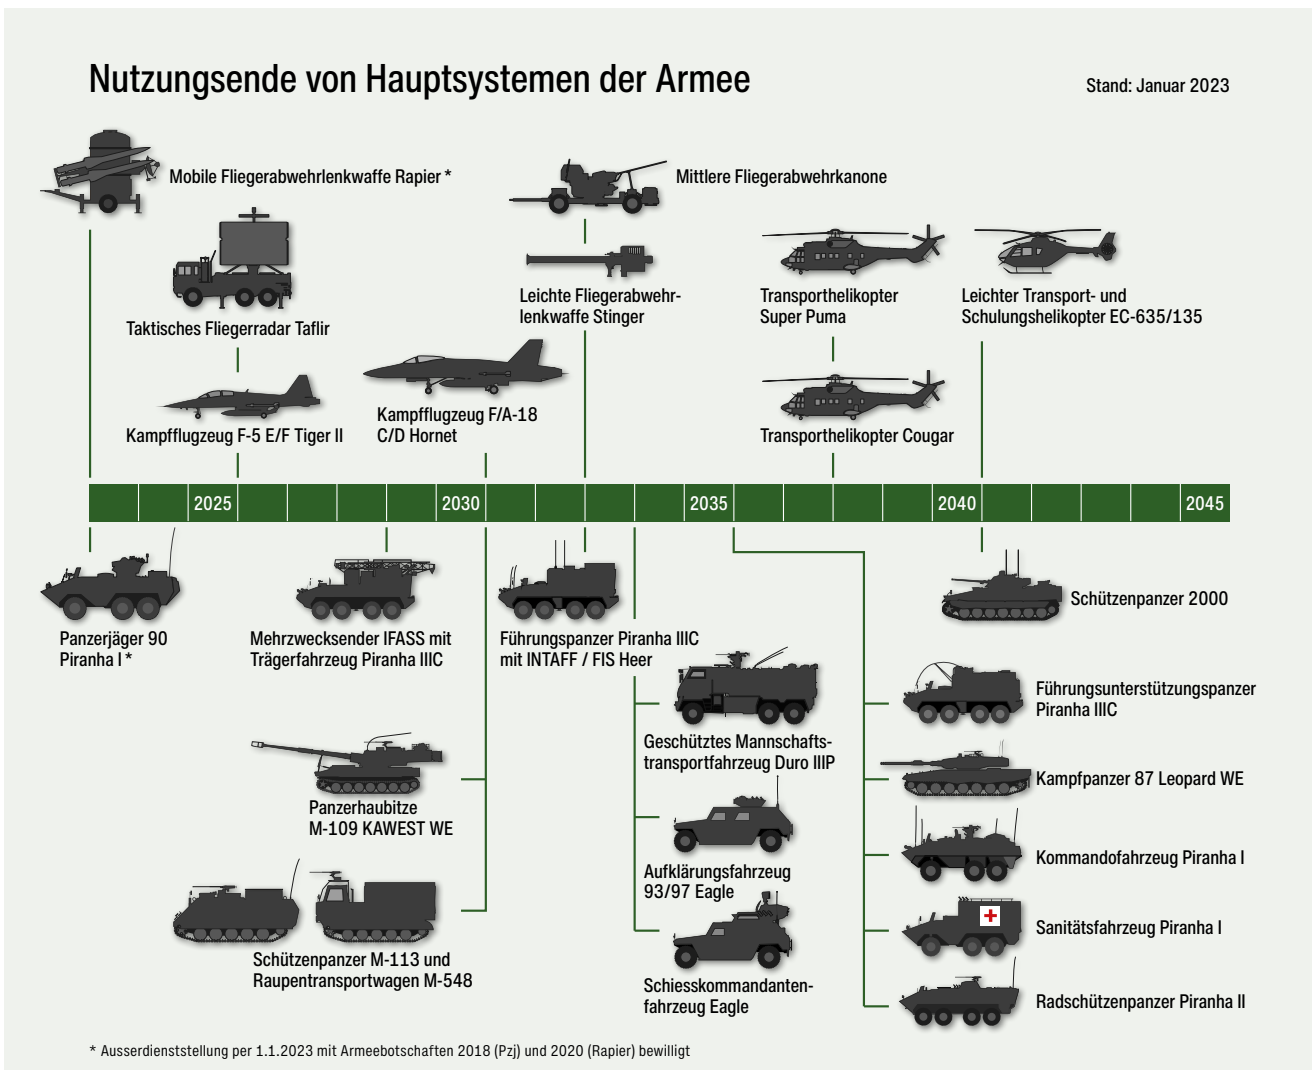 Nutzungsende von Hauptsystemen der Armee
Stand: Januar 2023
Mobile Fliegerabwehrlenkwaffe Rapier *
Mittlere Fliegerabwehrkanone
Taktisches Fliegerradar Taflir
Leichte Fliegerabwehr-
lenkwaffe Stinger
Transporthelikopter
Super Puma
Leichter Transport- und
Schulungshelikopter EC-635/135
Kampfflugzeug F-5 E/F Tiger II
Kampfflugzeug F/A-18
C/D Hornet
Transporthelikopter Cougar
2025
2030
2035
2040
2045
Panzerjäger 90
Piranha I *
Mehrzwecksender IFASS mit
Trägerfahrzeug Piranha IIIC
Führungspanzer Piranha IIIC
mit INTAFF / FIS Heer
Schützenpanzer 2000
Führungsunterstützungspanzer
Piranha IIIC
Geschütztes Mannschafts-
transportfahrzeug Duro IIIP
Kampfpanzer 87 Leopard WE
Panzerhaubitze
M-109 KAWEST WE
Kommandofahrzeug Piranha I
Aufklärungsfahrzeug
93/97 Eagle
Sanitätsfahrzeug Piranha I
Schützenpanzer M-113 und
Raupentransportwagen M-548
Schiesskommandanten-
fahrzeug Eagle
Radschützenpanzer Piranha II
* Ausserdienststellung per 1.1.2023 mit Armeebotschaften 2018 (Pzj) und 2020 (Rapier) bewilligt